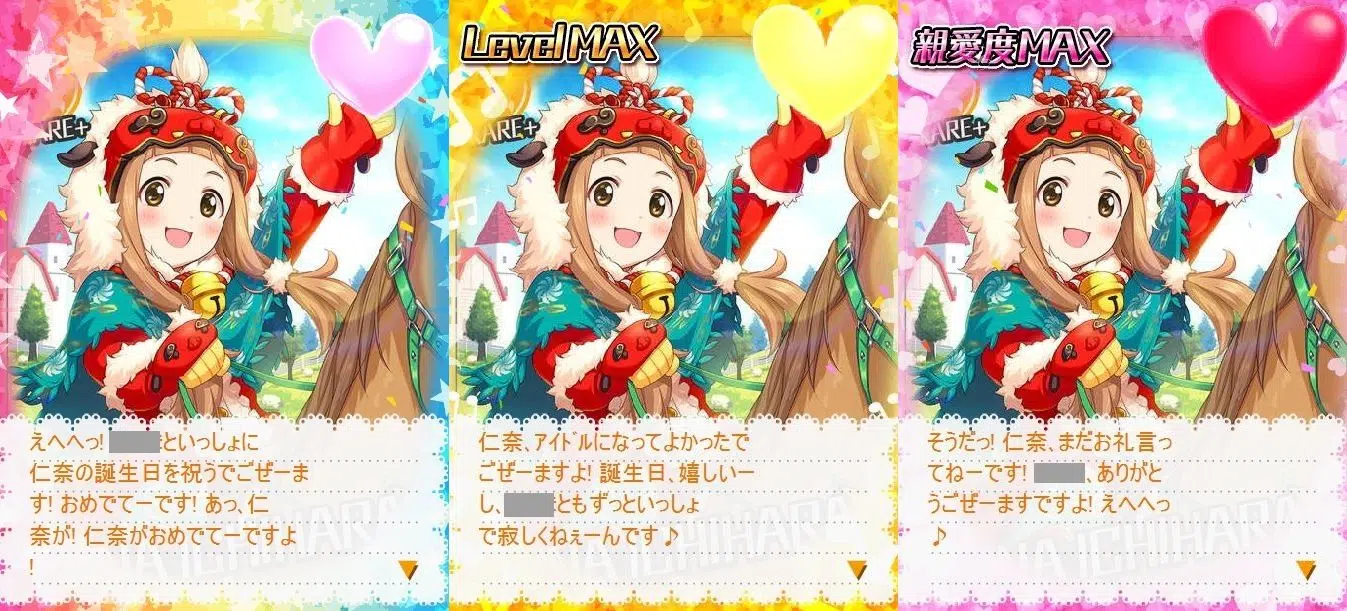 ARE+
えへへっ! といっしょに
仁奈の誕生日を祝うでごぜーま
す! おめでてーです! あっ、仁
奈が! 仁奈がおめでてーですよ
!
A ICHIHARA
Level MAX
ARE+
仁奈、アイドルになってよかったで
ごぜーますよ! 誕生日、嬉しいー
し、ともずっといっしょ
で寂しくねぇーんです♪
A ICHIHARA
親愛度MAX
ARE+
そうだっ! 仁奈、まだお礼言っ
てねーです! 、ありがと
うごぜーますですよ! えへへっ
♪
A ICHIHARA